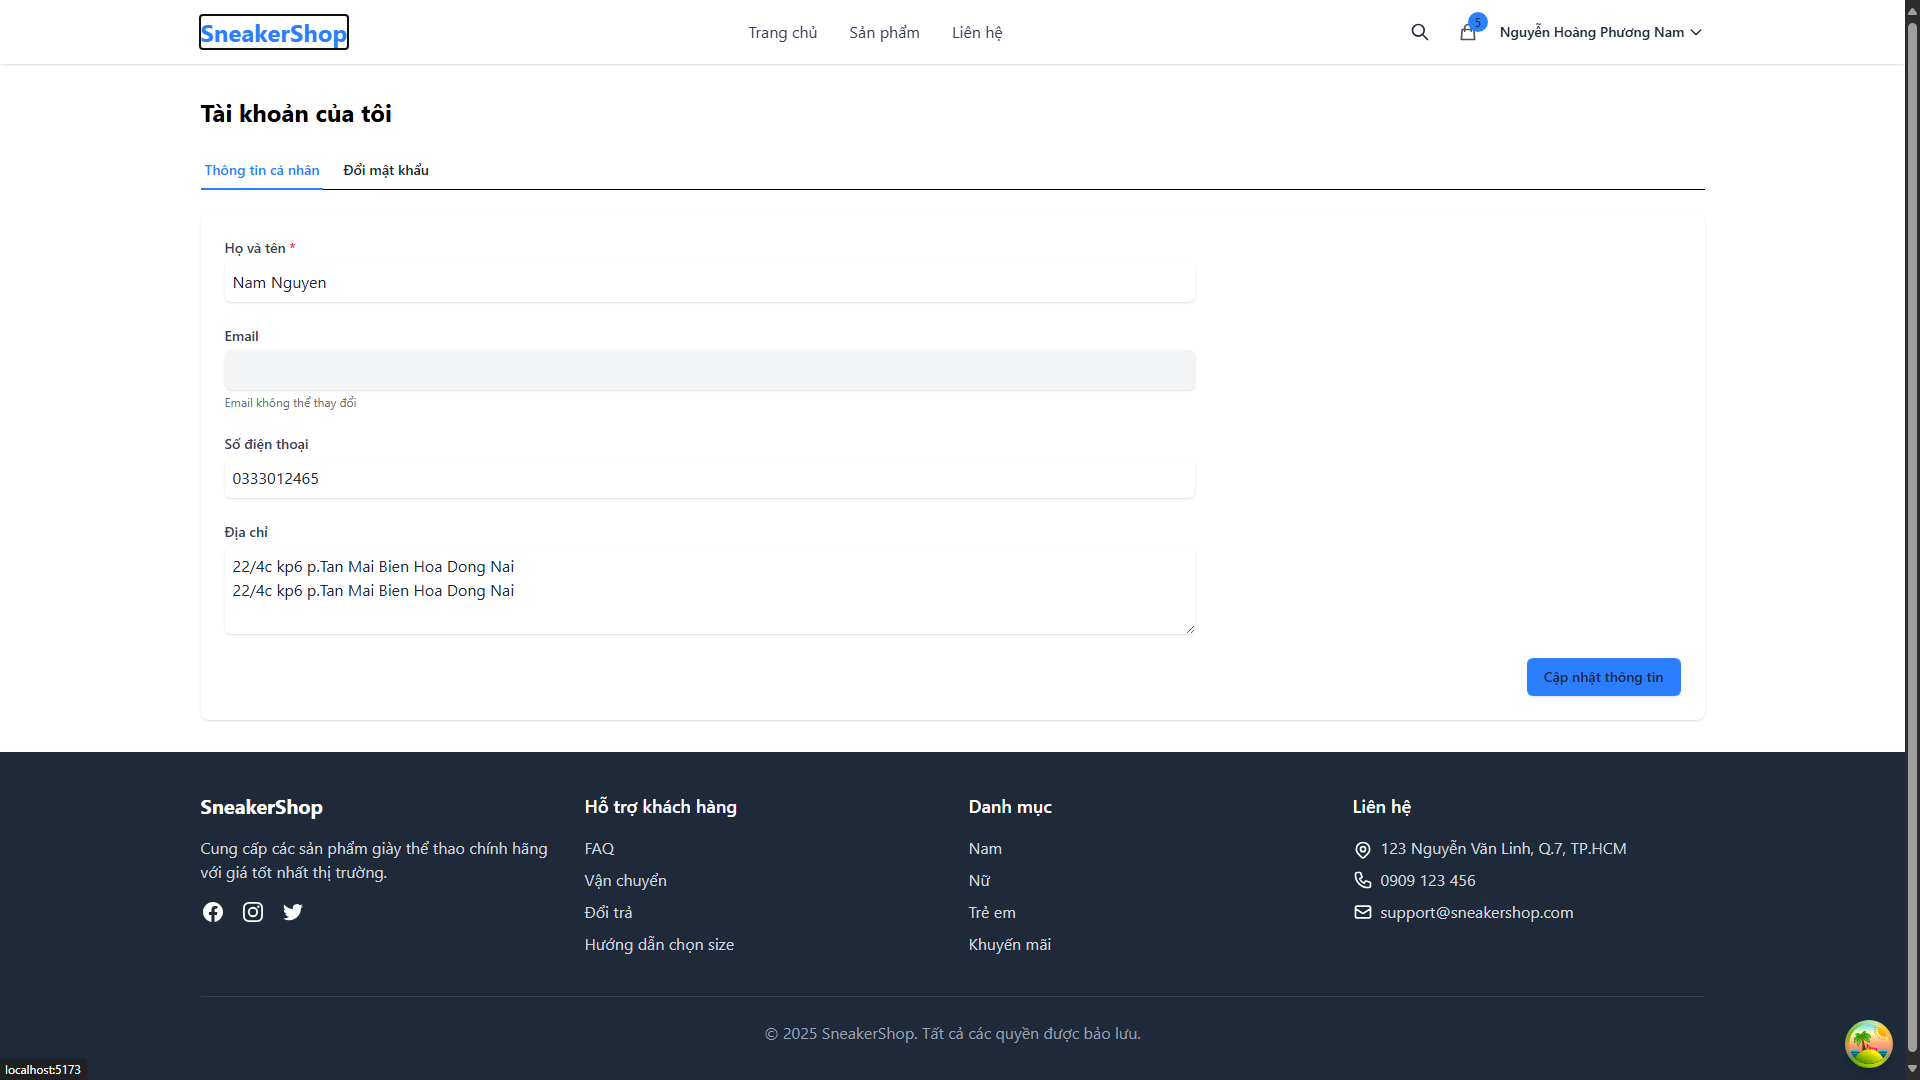 SneakerShop
Trang chủ
Sản phẩm
Liên hệ
5
Nguyễn Hoàng Phương Nam
Tài khoản của tôi
Thông tin cá nhân
Đổi mật khẩu
Họ và tên *
Nam Nguyen
Email
Email không thể thay đổi
Số điện thoại
0333012465
Địa chỉ
22/4c kp6 p.Tan Mai Bien Hoa Dong Nai
22/4c kp6 p.Tan Mai Bien Hoa Dong Nai
Cập nhật thông tin
SneakerShop
Cung cấp các sản phẩm giày thể thao chính hãng
với giá tốt nhất thị trường.
Hỗ trợ khách hàng
FAQ
Vận chuyển
Đổi trả
Hướng dẫn chọn size
Danh mục
Nam
Nữ
Trẻ em
Khuyến mãi
Liên hệ
123 Nguyễn Văn Linh, Q.7, TP.HCM
0909 123 456
support@sneakershop.com
© 2025 SneakerShop. Tất cả các quyền được bảo lưu.
localhost:5173